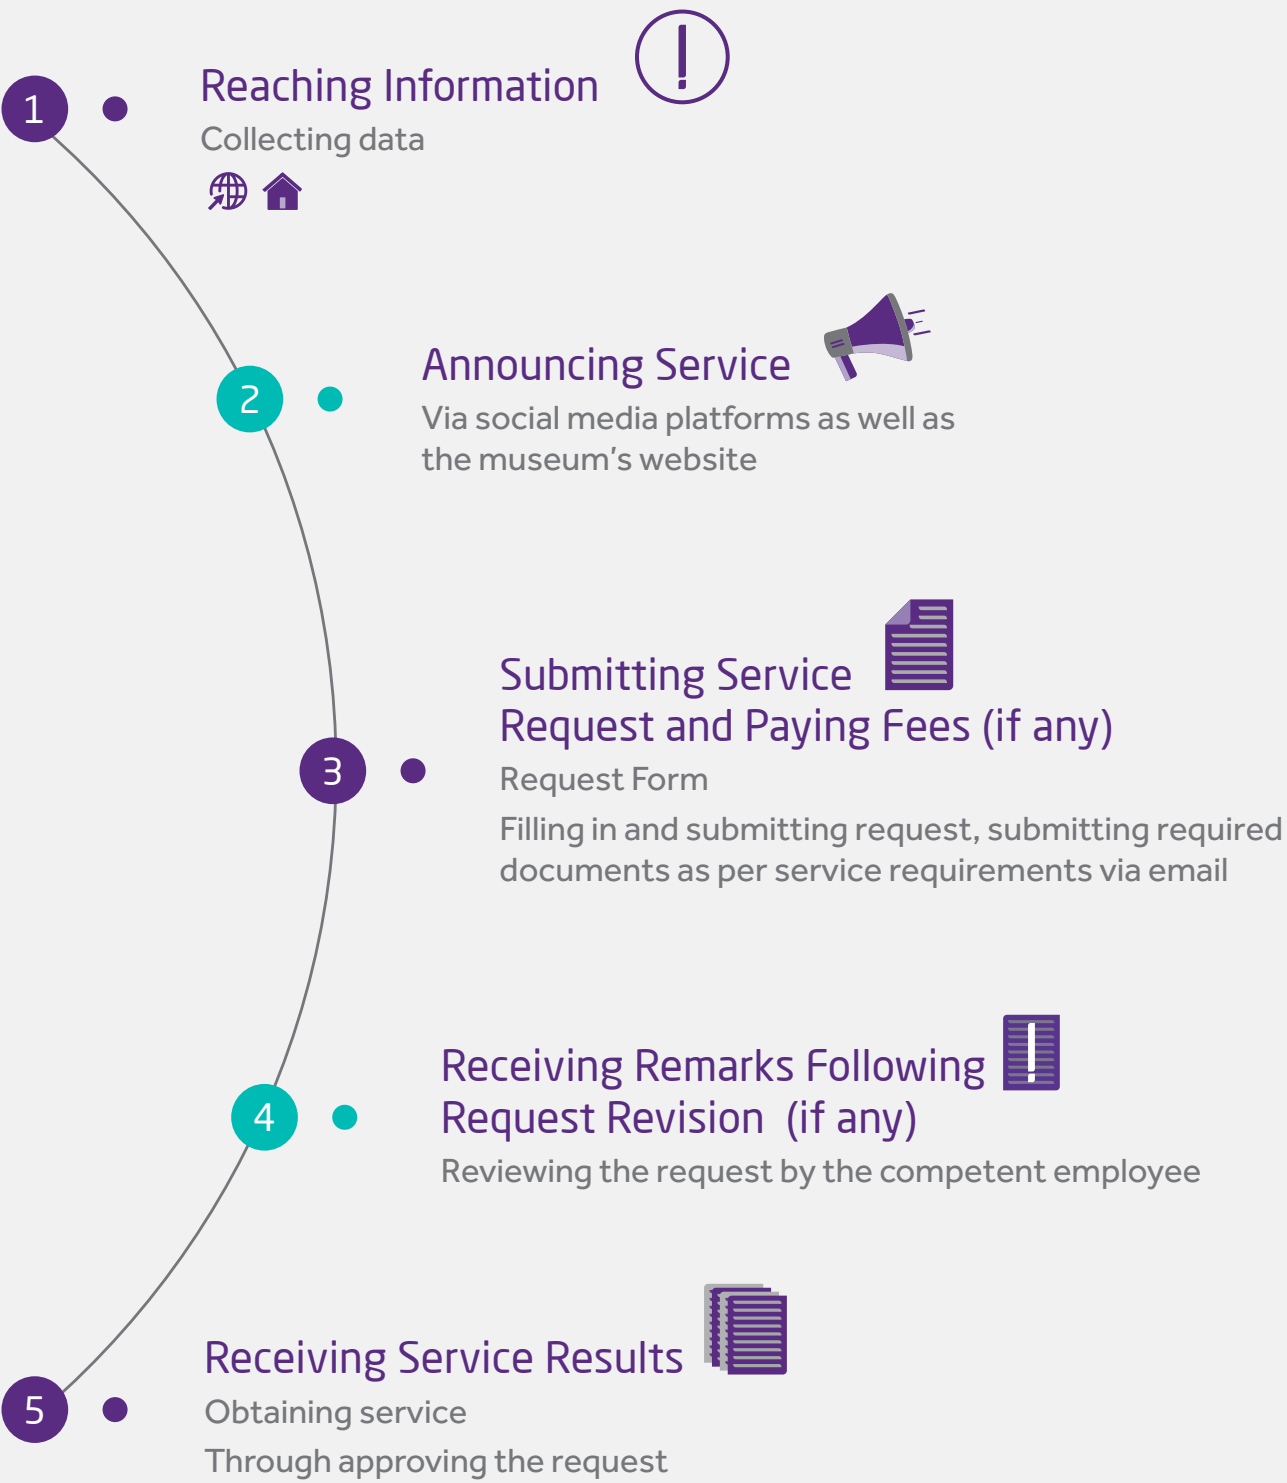 1
Reaching Information
Collecting data
2
Announcing Service
Via social media platforms as well as
the museum's website
3
Submitting Service
Request and Paying Fees (if any)
Request Form
Filling in and submitting request, submitting required
documents as per service requirements via email
4
Receiving Remarks Following
Request Revision (if any)
Reviewing the request by the competent employee
5
Receiving Service Results
Obtaining service
Through approving the request